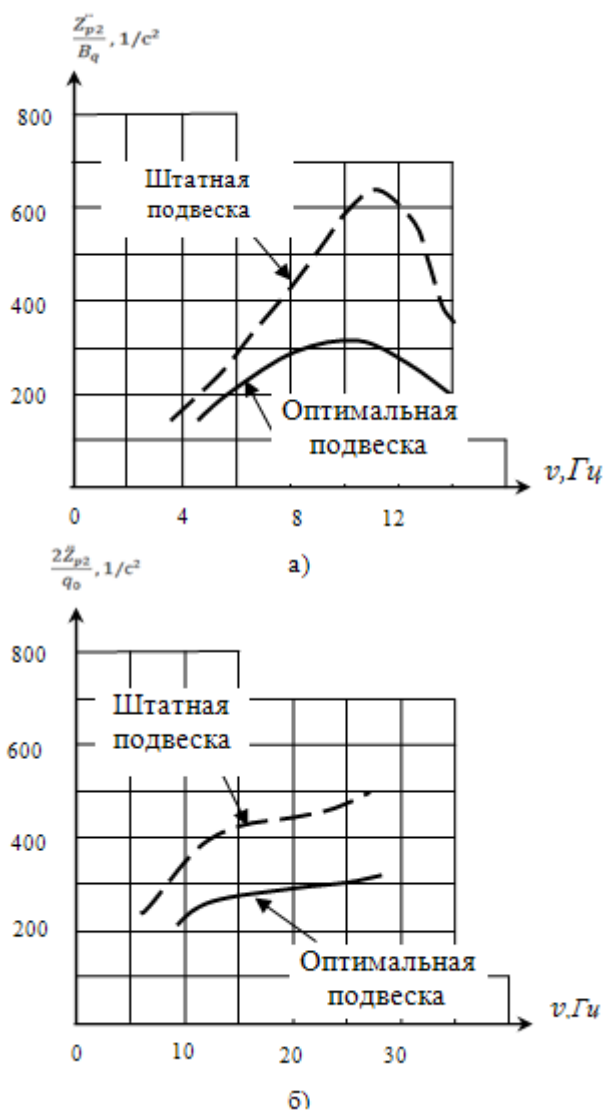 Z̈p2/Bq, 1/c²
800
Штатная
подвеска
600
400
200
Оптимальная
подвеска
ν,Гц
0 4 8 12
а)
2Z̈p2/q0, 1/c²
800
Штатная
подвеска
600
400
200
Оптимальная
подвеска
ν,Гц
0 10 20 30
б)